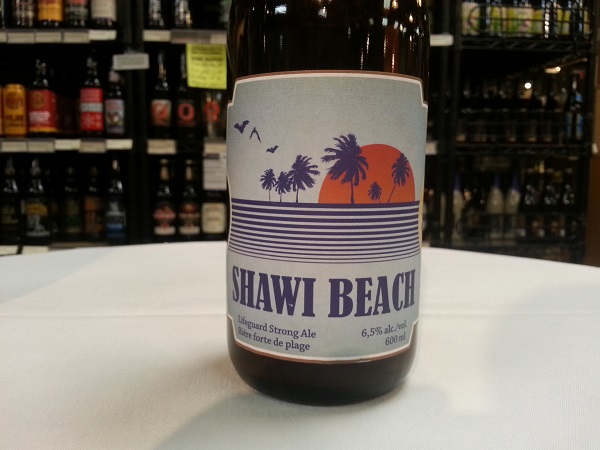 SHAWI BEACH
Lifeguard Strong Ale
Bière forte de plage
6,5% alc./vol.
600 ml